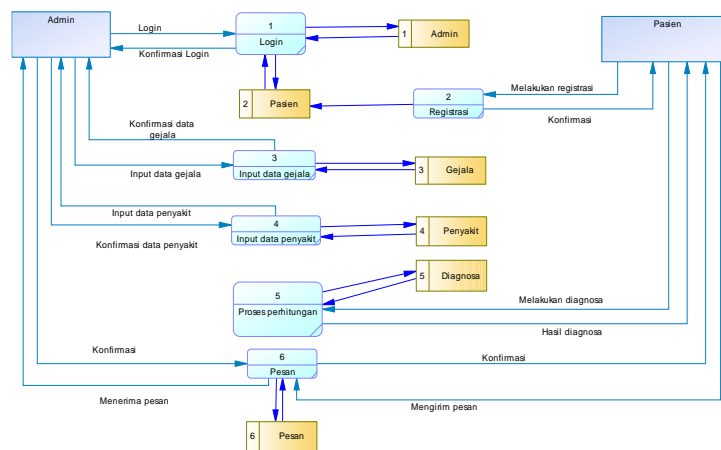 Admin
Login
Konfirmasi Login
1
Login
1
Admin
Pasien
2
Pasien
2
Registrasi
Melakukan registrasi
Konfirmasi
Konfirmasi data
gejala
Input data gejala
3
Input data gejala
3
Gejala
Input data penyakit
Konfirmasi data penyakit
4
Input data penyakit
4
Penyakit
5
Proses perhitungan
5
Diagnosa
Melakukan diagnosa
Hasil diagnosa
Konfirmasi
6
Pesan
Konfirmasi
Menerima pesan
Mengirim pesan
6
Pesan